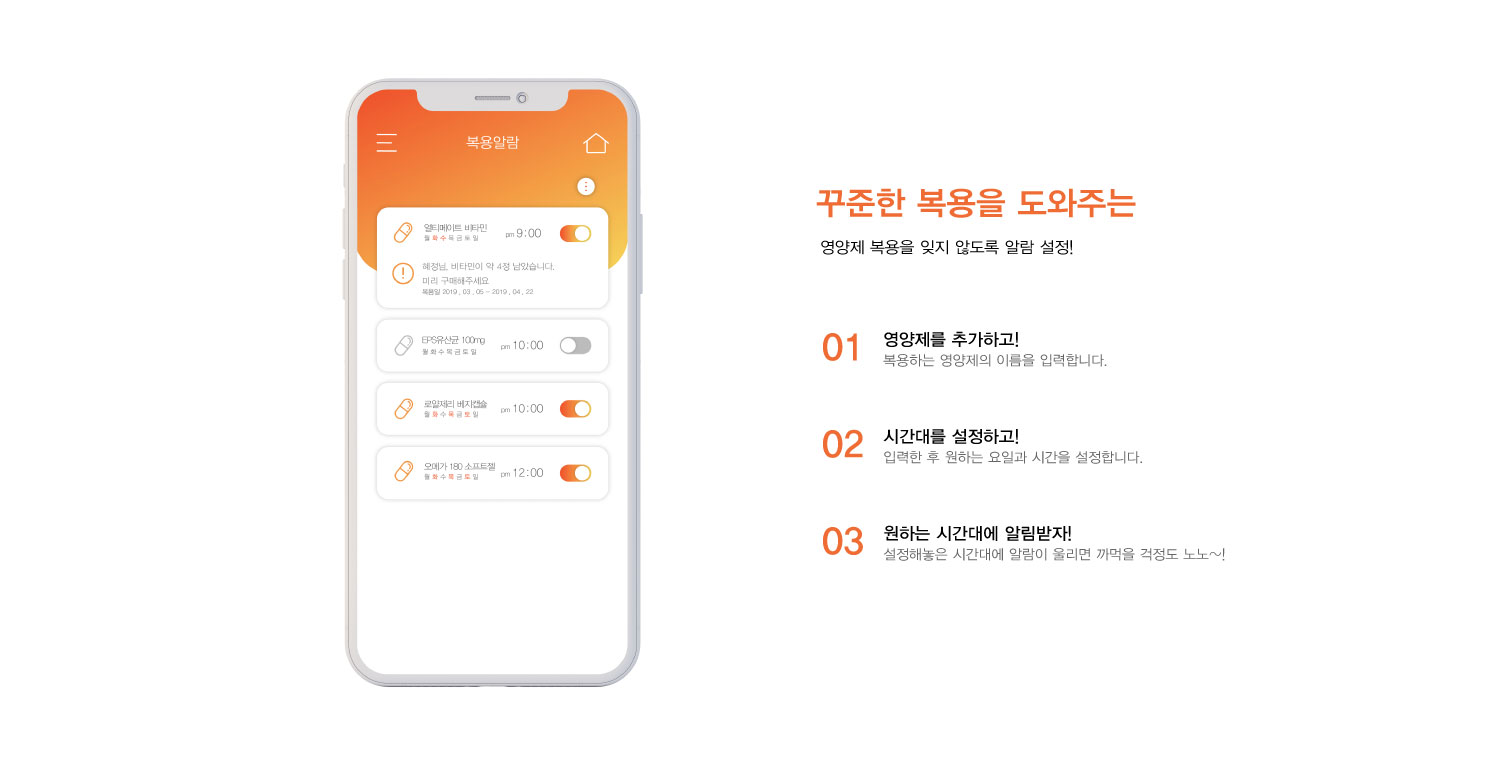 복용알람
얼티메이트 비타민
월 화 수 목 금 토 일
pm 9:00
혜정님, 비타민이 약 4정 남았습니다.
미리 구매해주세요
복용일 2019 . 03 . 05 - 2019 . 04 . 22
EPS유산균 100mg
월 화 수 목 금 토 일
pm 10:00
로얄제리 베지캡슐
월 화 수 목 금 토 일
pm 10:00
오메가 180 소프트젤
월 화 수 목 금 토 일
pm 12:00
꾸준한 복용을 도와주는
영양제 복용을 잊지 않도록 알람 설정!
01
영양제를 추가하고!
복용하는 영양제의 이름을 입력합니다.
02
시간대를 설정하고!
입력한 후 원하는 요일과 시간을 설정합니다.
03
원하는 시간대에 알림받자!
설정해놓은 시간대에 알람이 울리면 까먹을 걱정도 노노~!